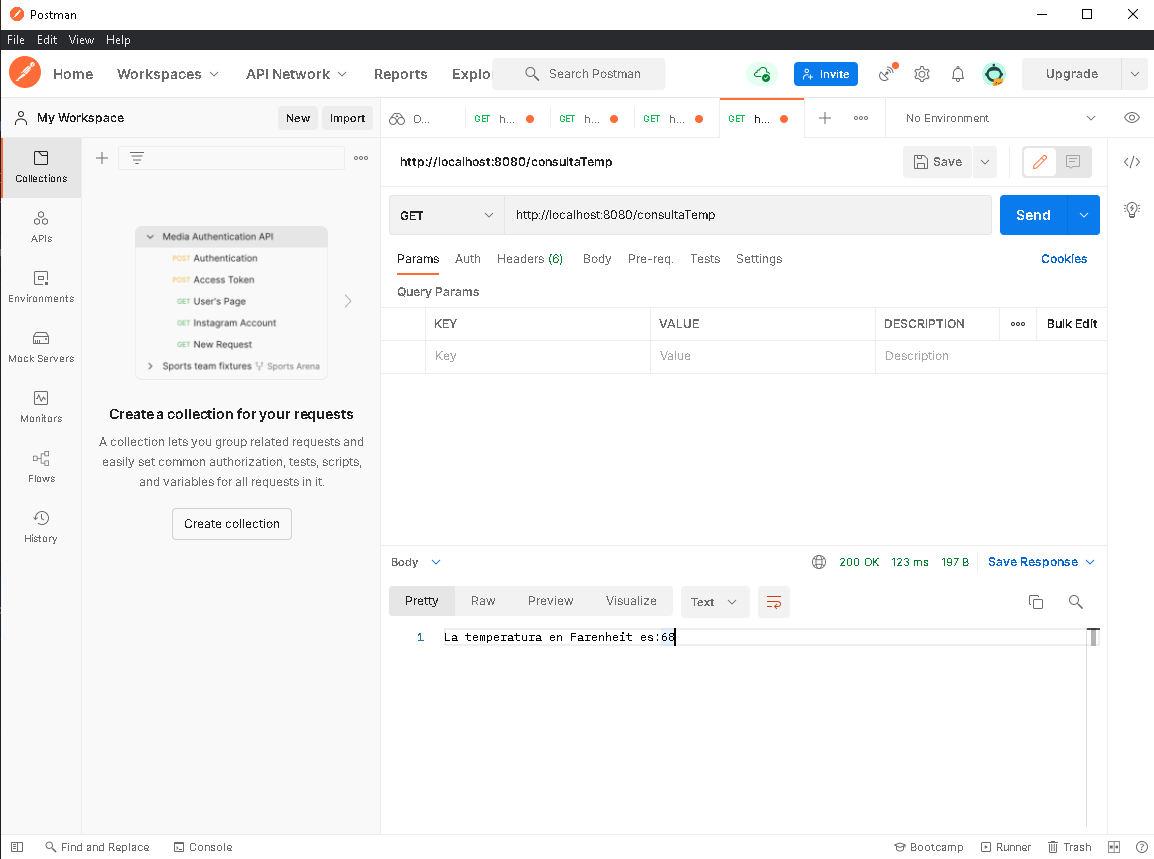 Postman
File Edit View Help
Home Workspaces API Network Reports Explo Search Postman Invite Upgrade
My Workspace New Import O... GET h... GET h... GET h... GET h... No Environment
Collections
APIs
Environments
Mock Servers
Monitors
Flows
History
Media Authentication API
POST Authentication
POST Access Token
GET User's Page
GET Instagram Account
GET New Request
Sports team fixtures Sports Arena
Create a collection for your requests
A collection lets you group related requests and
easily set common authorization, tests, scripts,
and variables for all requests in it.
Create collection
http://localhost:8080/consultaTemp Save
GET http://localhost:8080/consultaTemp Send
Params Auth Headers (6) Body Pre-req. Tests Settings Cookies
Query Params
KEY VALUE DESCRIPTION Bulk Edit
Key Value Description
Body 200 OK 123 ms 197 B Save Response
Pretty Raw Preview Visualize Text
1 La temperatura en Farenheit es:68
Find and Replace Console Bootcamp Runner Trash